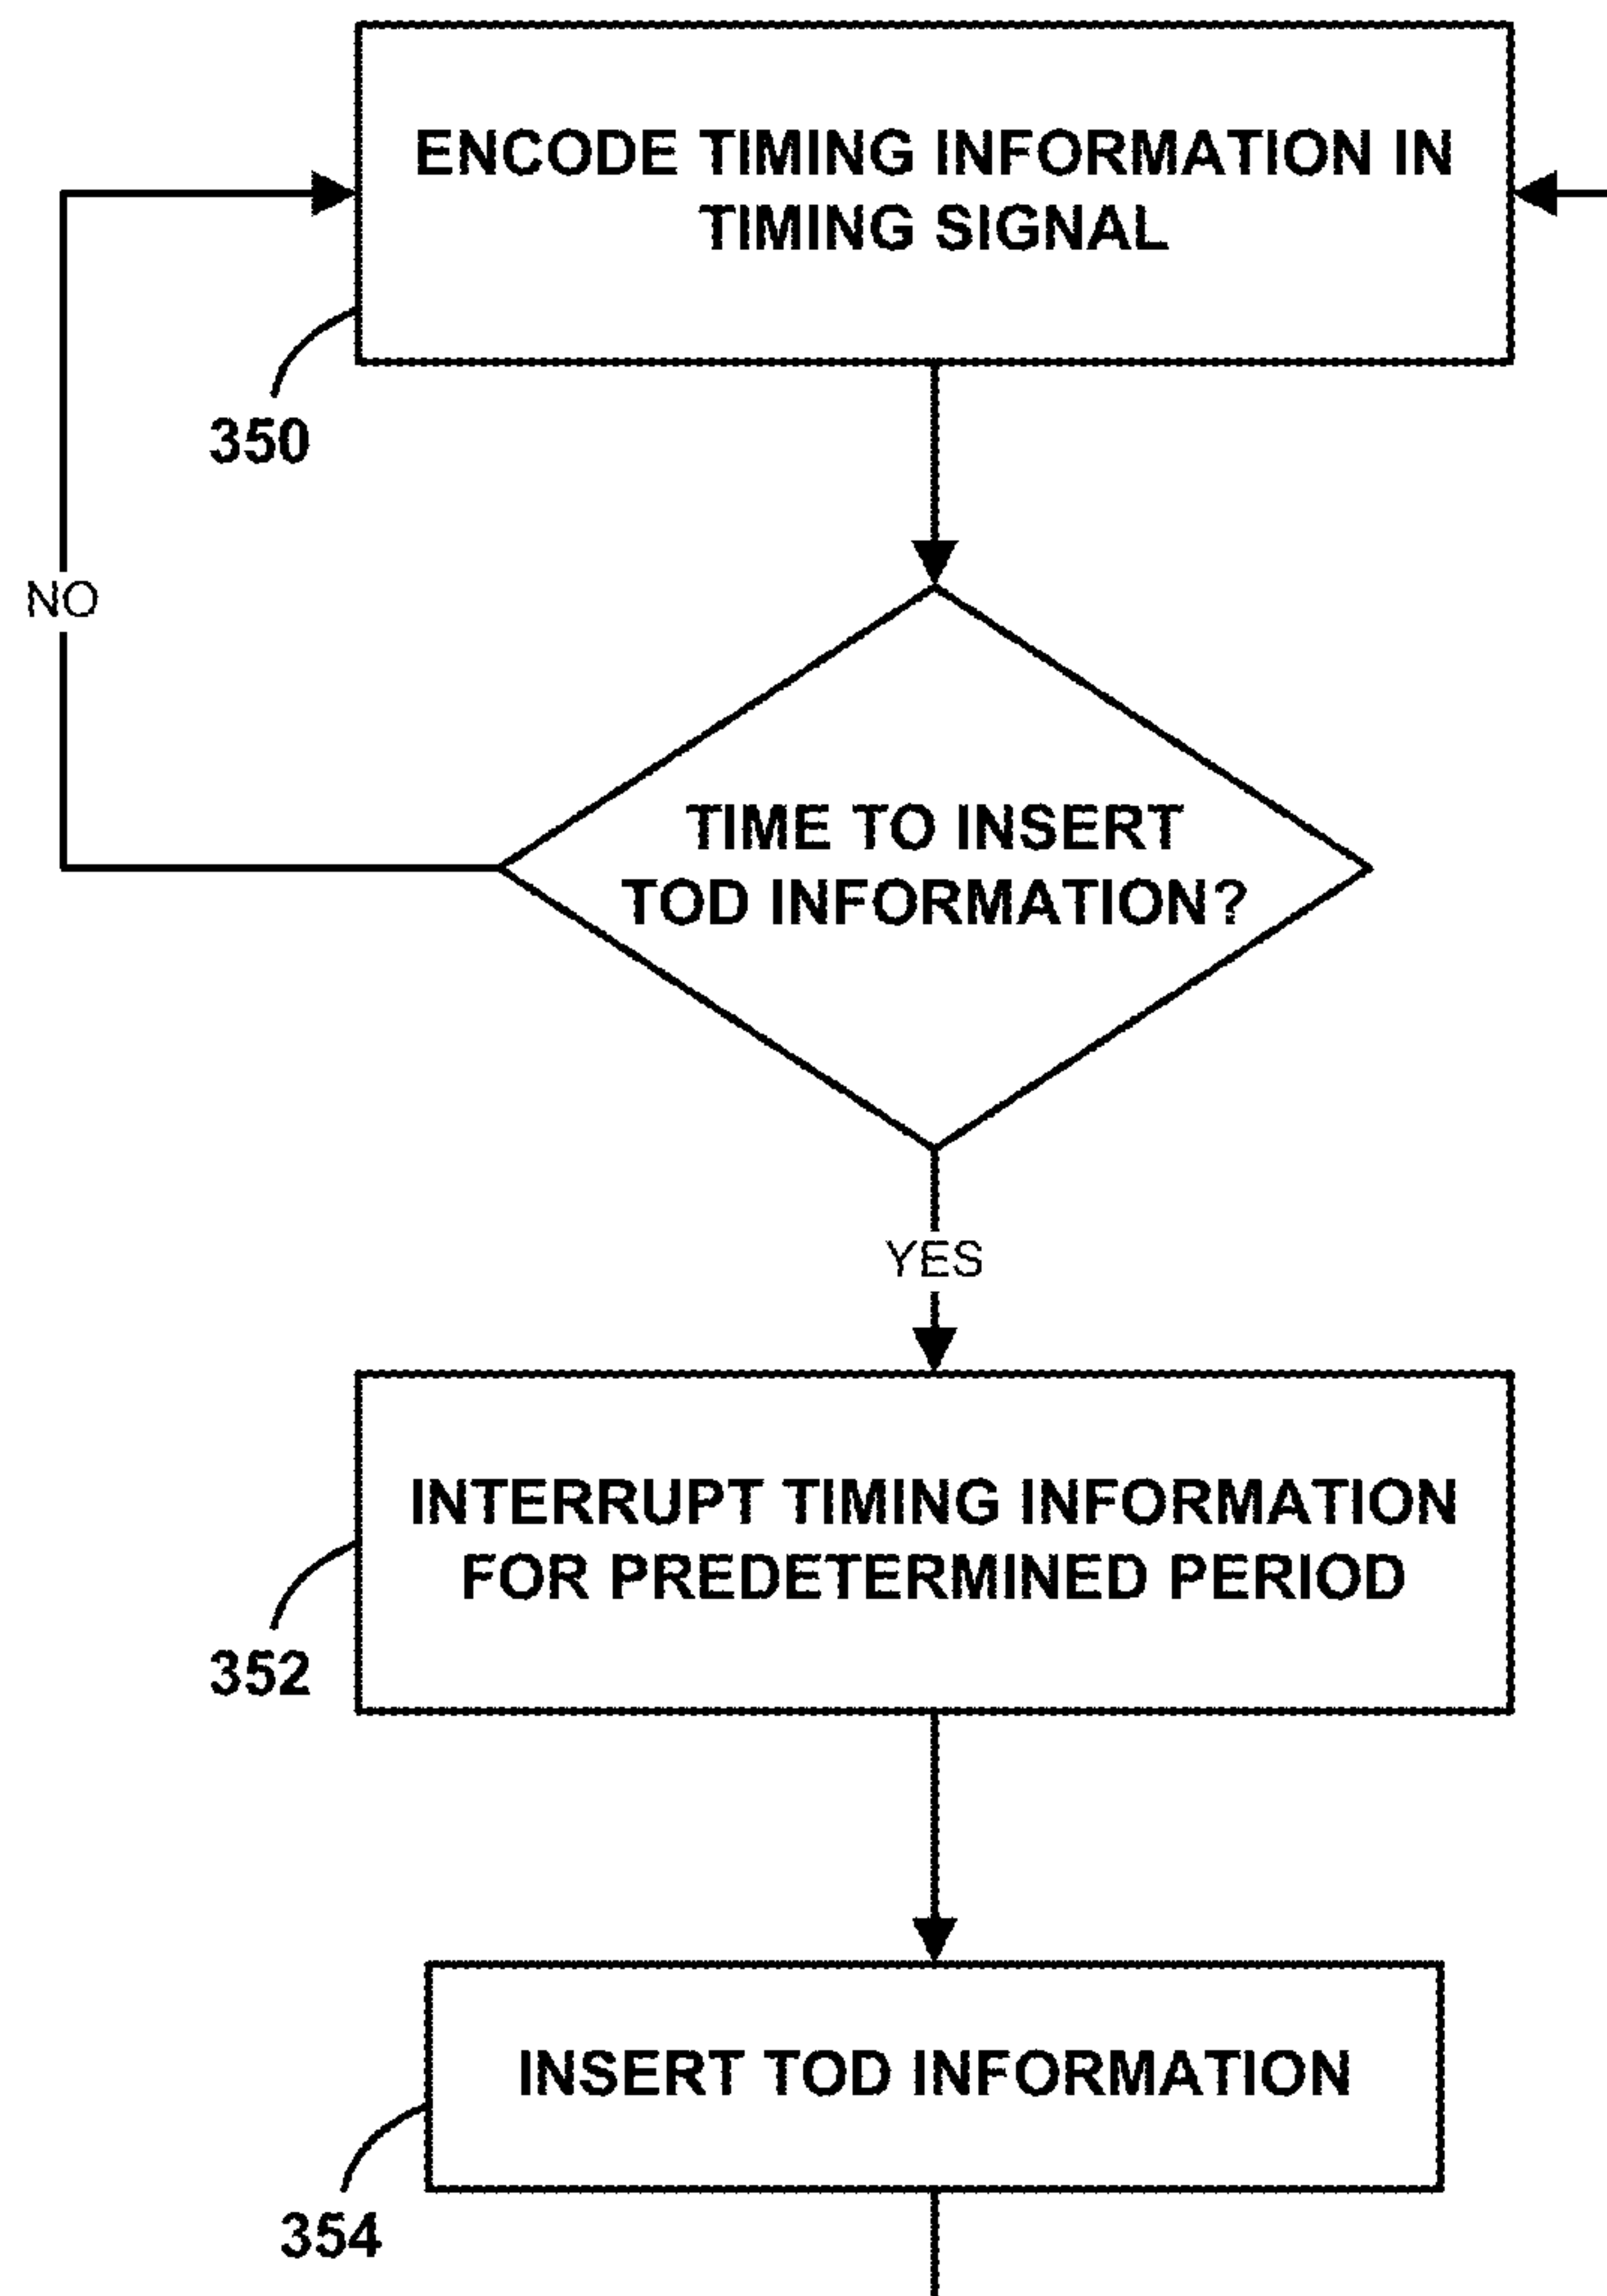 ENCODE TIMING INFORMATION IN
TIMING SIGNAL
350
NO
TIME TO INSERT
TOD INFORMATION?
YES
INTERRUPT TIMING INFORMATION
FOR PREDETERMINED PERIOD
352
INSERT TOD INFORMATION
354